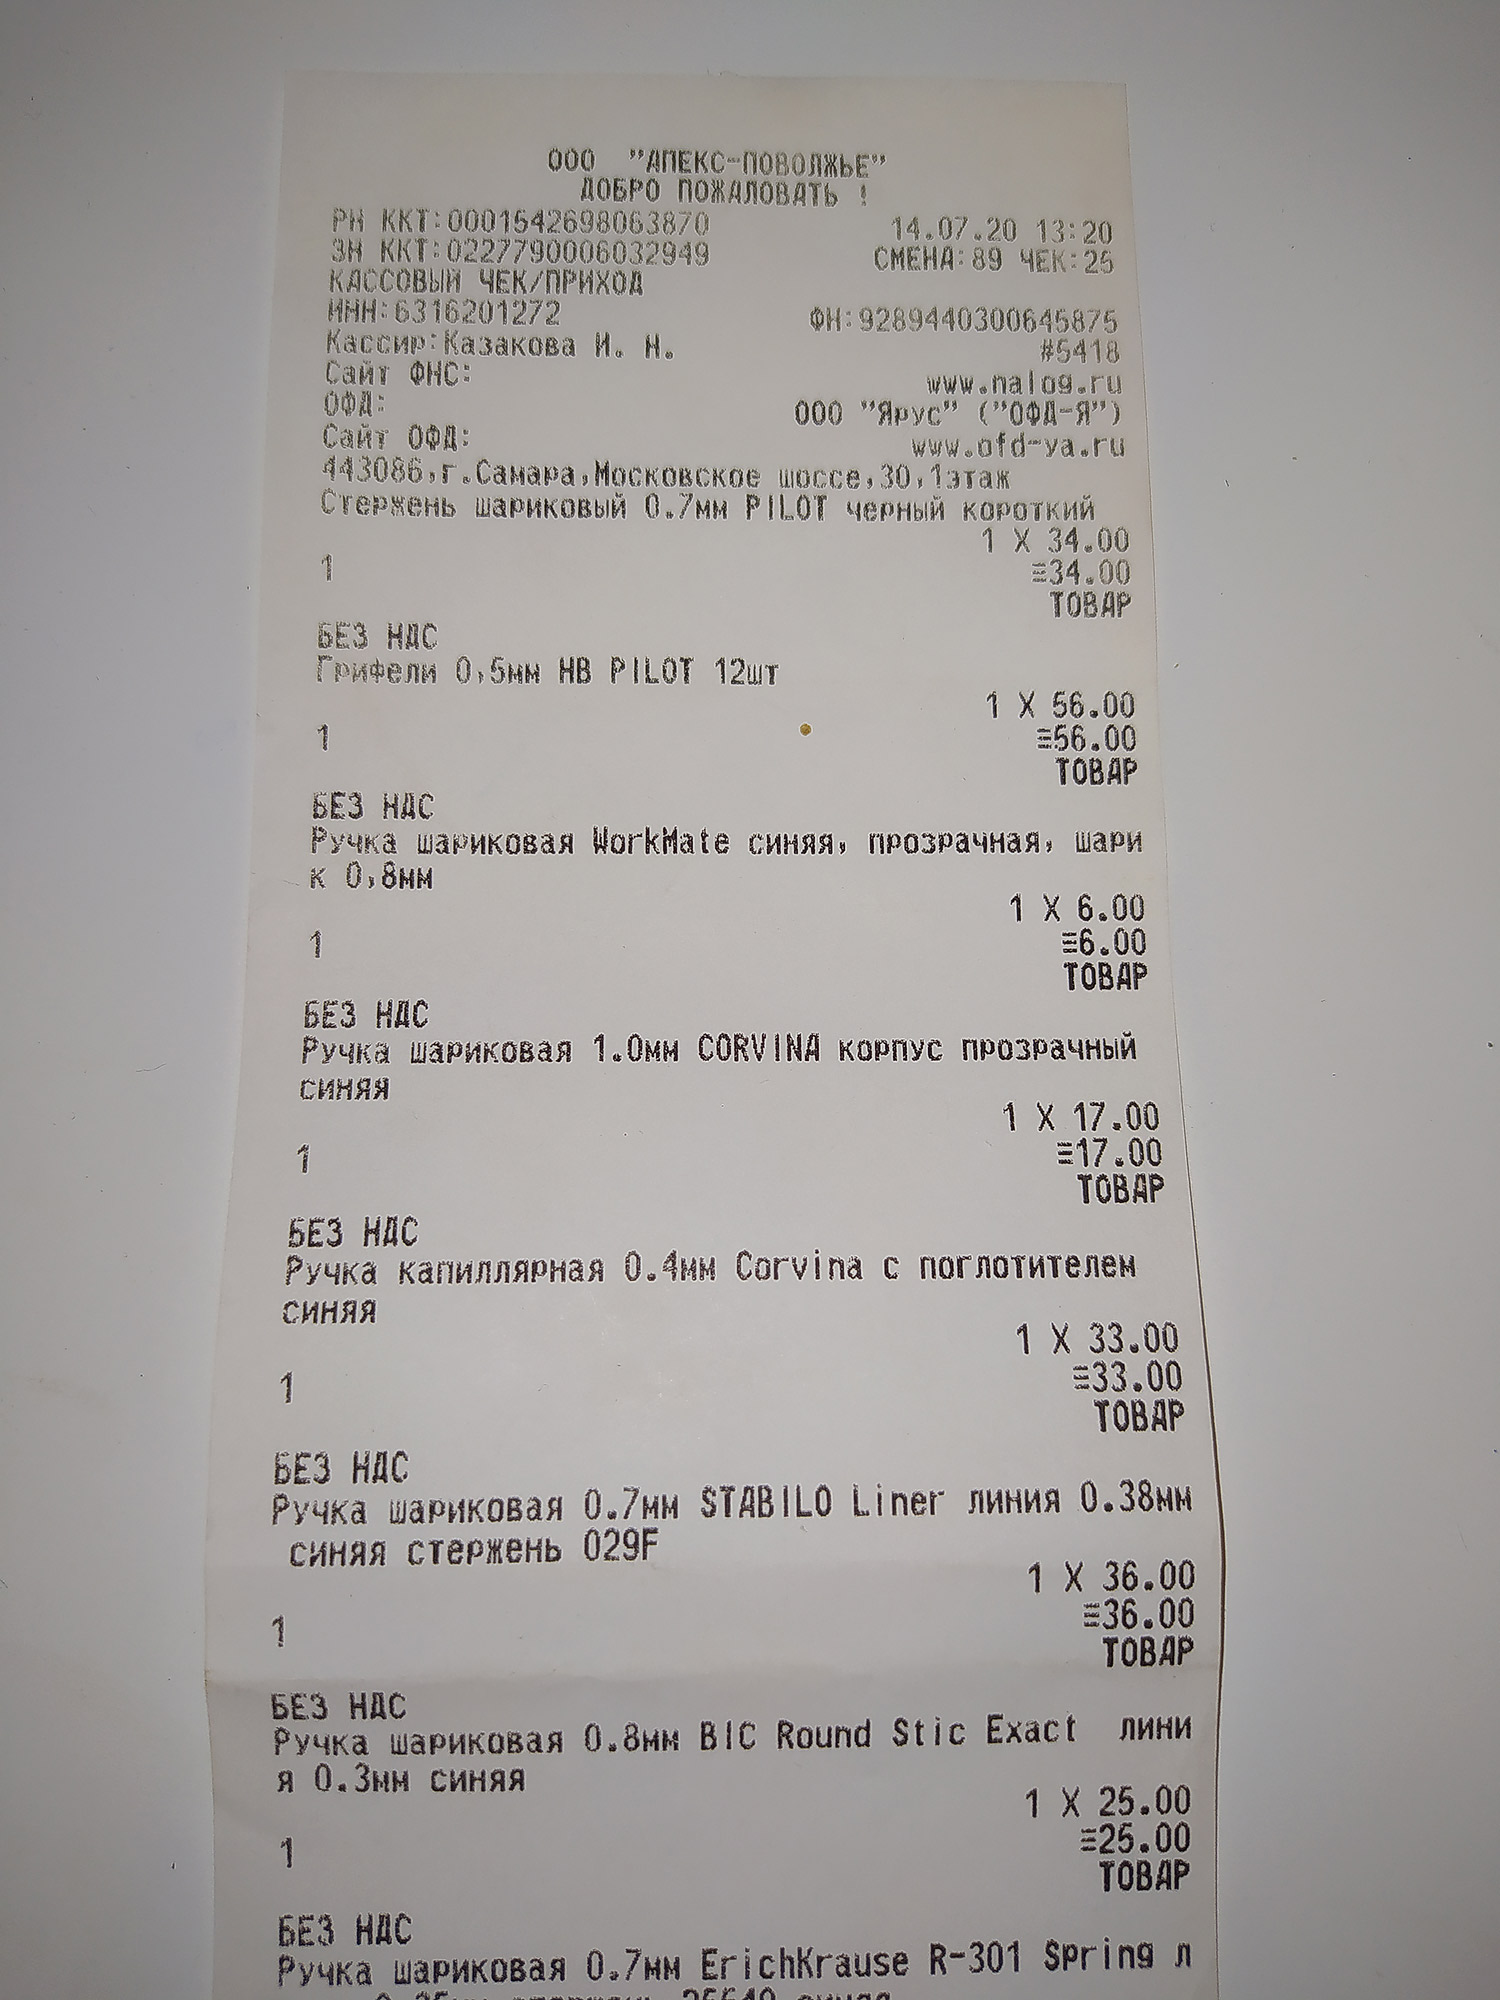 ООО "АПЕКС-ПОВОЛЖЬЕ"
ДОБРО ПОЖАЛОВАТЬ !
РН ККТ:0001542698063870 14.07.20 13:20
ЗН ККТ:0227790006032949 СМЕНА:89 ЧЕК:25
КАССОВЫЙ ЧЕК/ПРИХОД
ИНН:6316201272 ФН:9289440300645875
Кассир:Казакова И. Н. #5418
Сайт ФНС: www.nalog.ru
ОФД: ООО "Ярус" ("ОФД-Я")
Сайт ОФД: www.ofd-ya.ru
443086,г.Самара,Московское шоссе,30,1этаж
Стержень шариковый 0.7мм PILOT черный короткий
1 X 34.00
1 ≡34.00
ТОВАР
БЕЗ НДС
Грифели 0,5мм HB PILOT 12шт
1 X 56.00
1 ≡56.00
ТОВАР
БЕЗ НДС
Ручка шариковая WorkMate синяя, прозрачная, шари
к 0,8мм
1 X 6.00
1 ≡6.00
ТОВАР
БЕЗ НДС
Ручка шариковая 1.0мм CORVINA корпус прозрачный
синяя
1 X 17.00
1 ≡17.00
ТОВАР
БЕЗ НДС
Ручка капиллярная 0.4мм Corvina с поглотителем
синяя
1 X 33.00
1 ≡33.00
ТОВАР
БЕЗ НДС
Ручка шариковая 0.7мм STABILO Liner линия 0.38мм
синяя стержень 029F
1 X 36.00
1 ≡36.00
ТОВАР
БЕЗ НДС
Ручка шариковая 0.8мм BIC Round Stic Exact лини
я 0.3мм синяя
1 X 25.00
1 ≡25.00
ТОВАР
БЕЗ НДС
Ручка шариковая 0.7мм ErichKrause R-301 Spring л